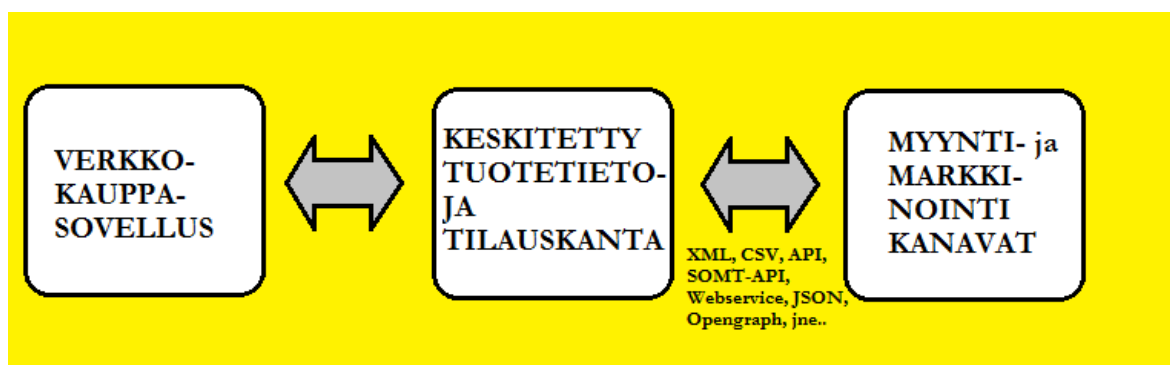 VERKKO-
KAUPPA-
SOVELLUS
KESKITETTY
TUOTETIETO-
JA
TILAUSKANTA
XML, CSV, API,
SOMT-API,
Webservice, JSON,
Opengraph, jne..
MYYNTI- ja
MARKKI-
NOINTI
KANAVAT